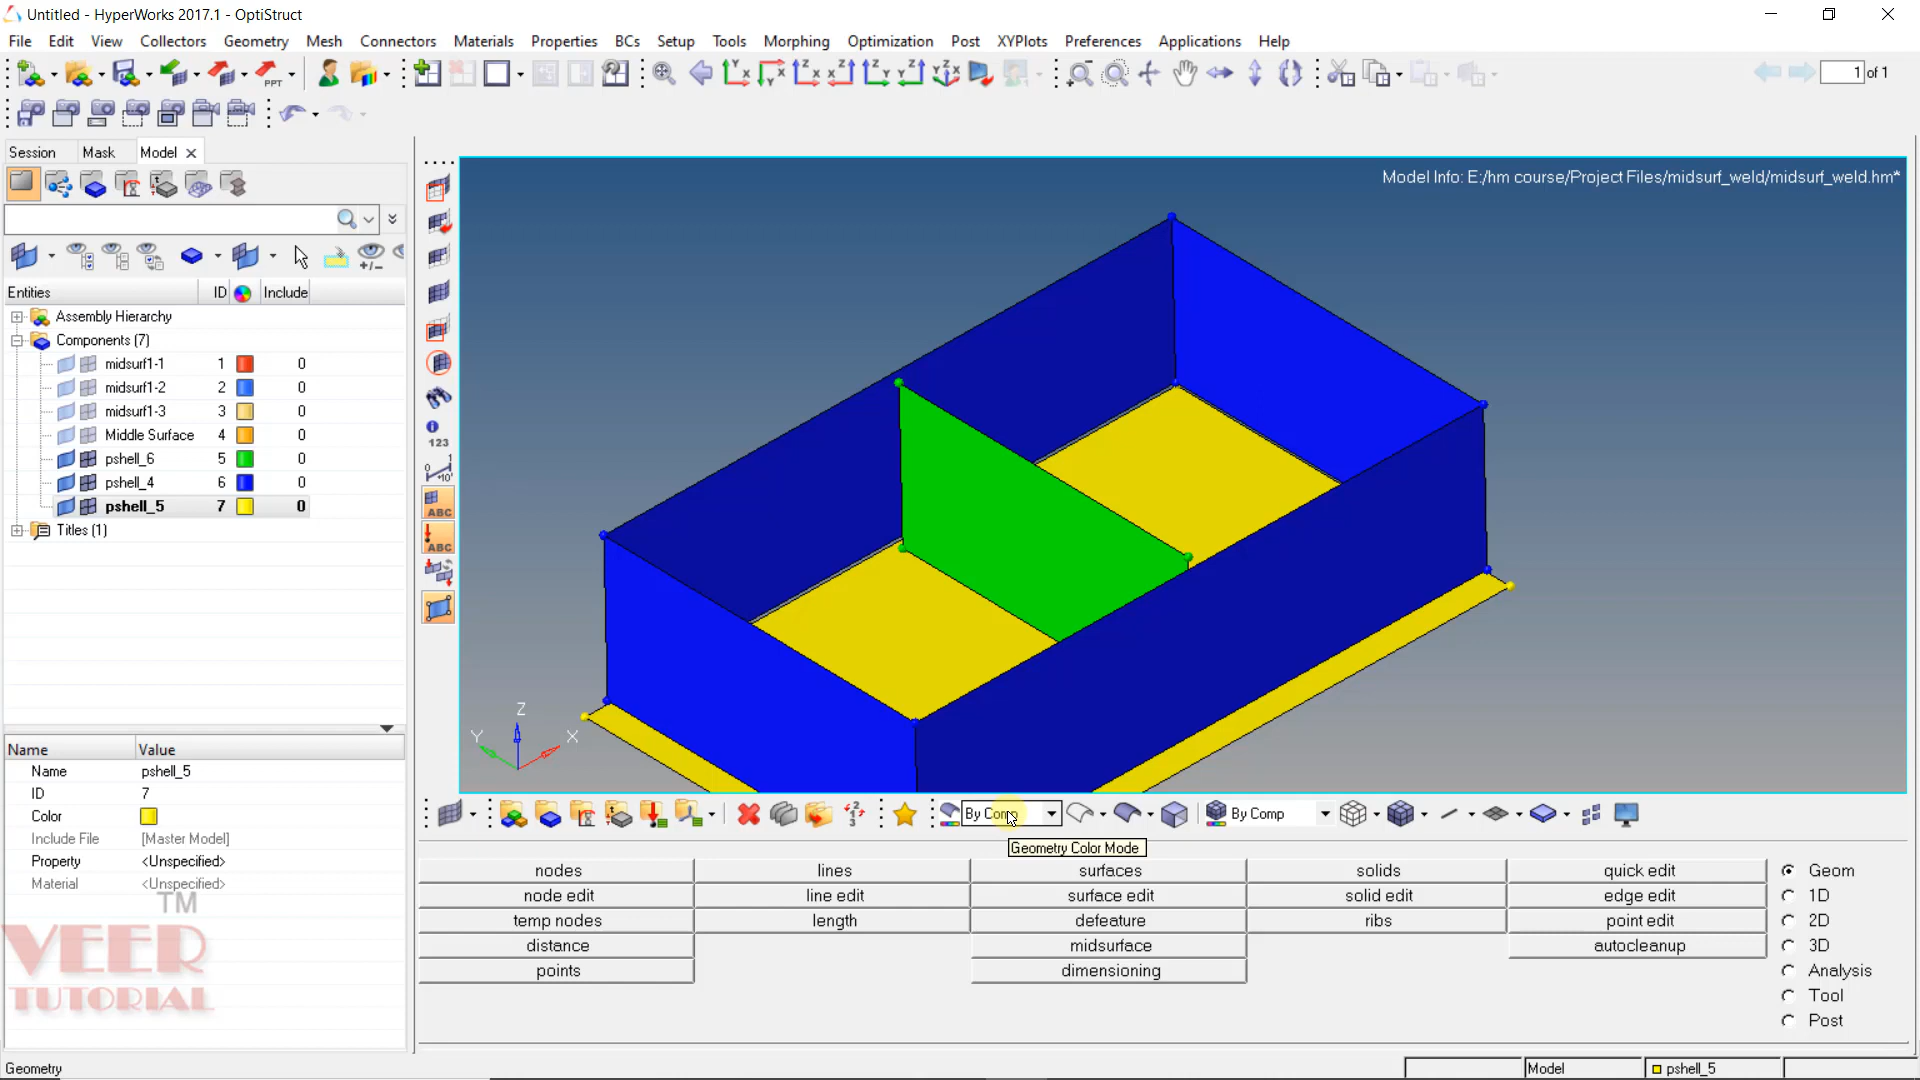 Untitled - HyperWorks 2017.1 - OptiStruct
File Edit View Collectors Geometry Mesh Connectors Materials Properties BCs Setup Tools Morphing Optimization Post XYPlots Preferences Applications Help
1 of 1
Session Mask Model
Model Info: E:/hm course/Project Files/midsurf_weld/midsurf_weld.hm*
Entities ID Include
Assembly Hierarchy
Components (7)
midsurf1-1 1 0
midsurf1-2 2 0
midsurf1-3 3 0
Middle Surface 4 0
pshell_6 5 0
pshell_4 6 0
pshell_5 7 0
Titles (1)
123
ABC
ABC
Z
Y
X
Name Value
Name pshell_5
ID 7
Color
Include File [Master Model]
Property <Unspecified>
Material <Unspecified>
TM
VEER
TUTORIAL
By Comp
By Comp
Geometry Color Mode
nodes lines surfaces solids quick edit Geom
node edit line edit surface edit solid edit edge edit 1D
temp nodes length defeature ribs point edit 2D
distance midsurface autocleanup 3D
points dimensioning Analysis
Tool
Post
Geometry Model pshell_5